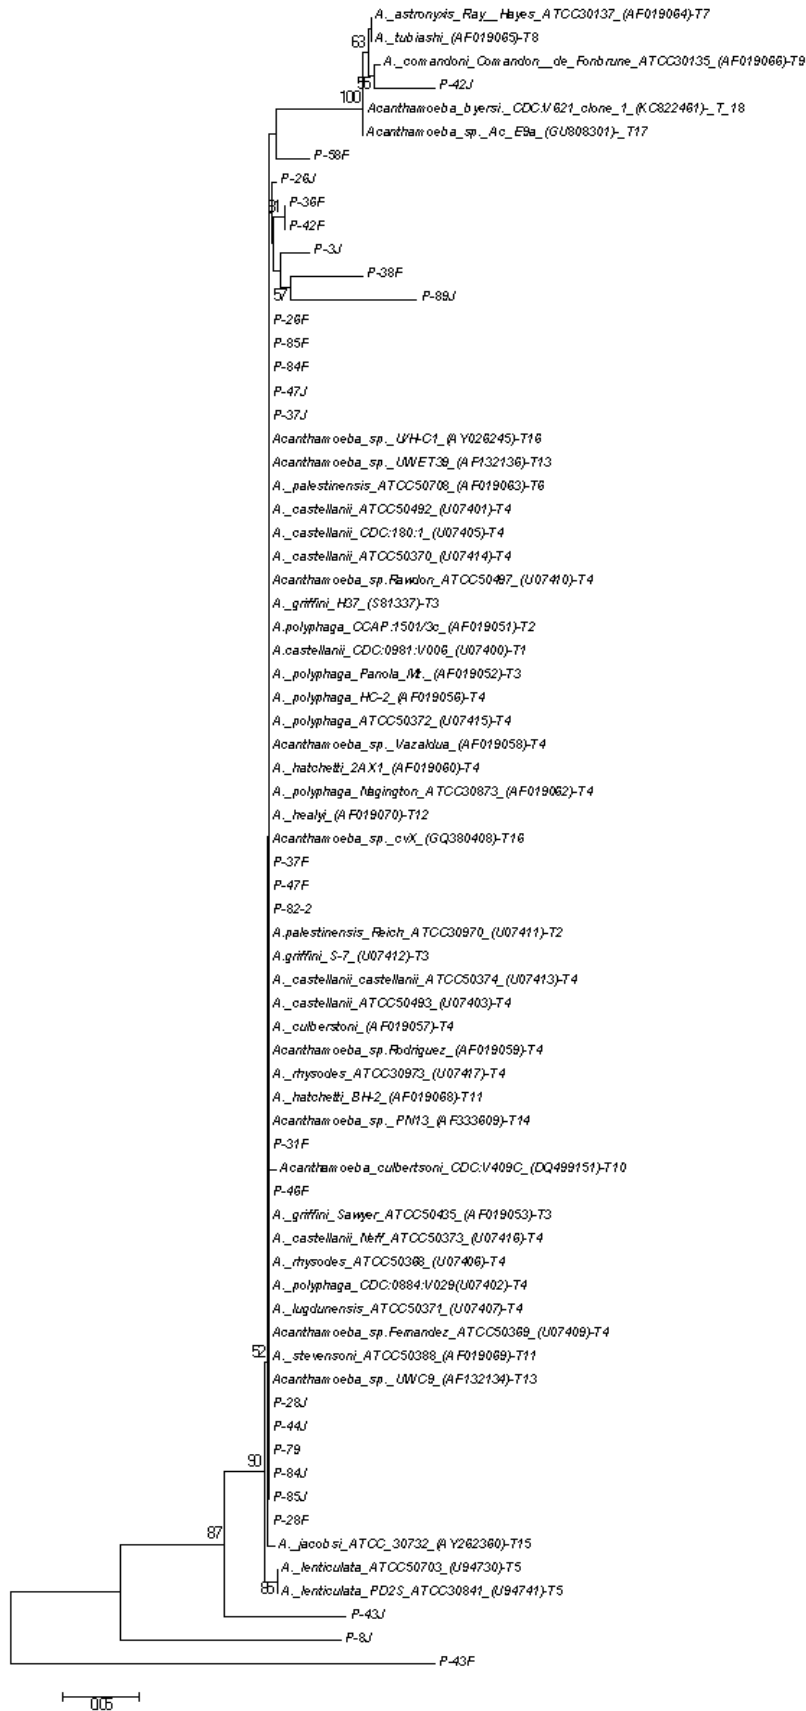 A._astronyxis_Ray__Hayes_ATCC30137_(AF019064)-T7
63
A._tubiashi_(AF019065)-T8
A._comandoni_Comandon__de_Fonbrune_ATCC30135_(AF019066)-T9
P-42J
100
Acanthamoeba_byersi._CDC:V621_clone_1_(KC822461)-_T_18
Acanthamoeba_sp._Ac_E9a_(GU808301)-_T17
P-58F
P-26J
P-36F
P-42F
P-3J
P-38F
57
P-89J
P-26F
P-85F
P-84F
P-47J
P-37J
Acanthamoeba_sp._U/H-C1_(AY026245)-T16
Acanthamoeba_sp._UWET39_(AF132136)-T13
A._palestinensis_ATCC50708_(AF019063)-T6
A._castellanii_ATCC50492_(U07401)-T4
A._castellanii_CDC:180:1_(U07405)-T4
A._castellanii_ATCC50370_(U07414)-T4
Acanthamoeba_sp.Rawdon_ATCC50497_(U07410)-T4
A._griffini_H37_(S81337)-T3
A.polyphaga_CCAP:1501/3c_(AF019051)-T2
A.castellanii_CDC:0981:V006_(U07400)-T1
A._polyphaga_Panola_Mt._(AF019052)-T3
A._polyphaga_HC-2_(AF019056)-T4
A._polyphaga_ATCC50372_(U07415)-T4
Acanthamoeba_sp._Vazaldua_(AF019058)-T4
A._hatchetti_2AX1_(AF019060)-T4
A._polyphaga_Nagington_ATCC30873_(AF019062)-T4
A._healyi_(AF019070)-T12
Acanthamoeba_sp._cvX_(GQ380408)-T16
P-37F
P-47F
P-82-2
A.palestinensis_Reich_ATCC30970_(U07411)-T2
A.griffini_S-7_(U07412)-T3
A._castellanii_castellanii_ATCC50374_(U07413)-T4
A._castellanii_ATCC50493_(U07403)-T4
A._culberstoni_(AF019057)-T4
Acanthamoeba_sp.Rodriguez_(AF019059)-T4
A._rhysodes_ATCC30973_(U07417)-T4
A._hatchetti_BH-2_(AF019068)-T11
Acanthamoeba_sp._PN13_(AF333609)-T14
P-31F
Acanthamoeba_culbertsoni_CDC:V409C_(DQ499151)-T10
P-46F
A._griffini_Sawyer_ATCC50435_(AF019053)-T3
A._castellanii_Neff_ATCC50373_(U07416)-T4
A._rhysodes_ATCC50368_(U07406)-T4
A._polyphaga_CDC:0884:V029(U07402)-T4
A._lugdunensis_ATCC50371_(U07407)-T4
Acanthamoeba_sp.Fernandez_ATCC50369_(U07409)-T4
52
A._stevensoni_ATCC50388_(AF019069)-T11
Acanthamoeba_sp._UWC9_(AF132134)-T13
P-28J
P-44J
P-79
90
P-84J
P-85J
P-28F
87
A._jacobsi_ATCC_30732_(AY262360)-T15
A._lenticulata_ATCC50703_(U94730)-T5
85
A._lenticulata_PD2S_ATCC30841_(U94741)-T5
P-43J
P-8J
P-43F
0.05